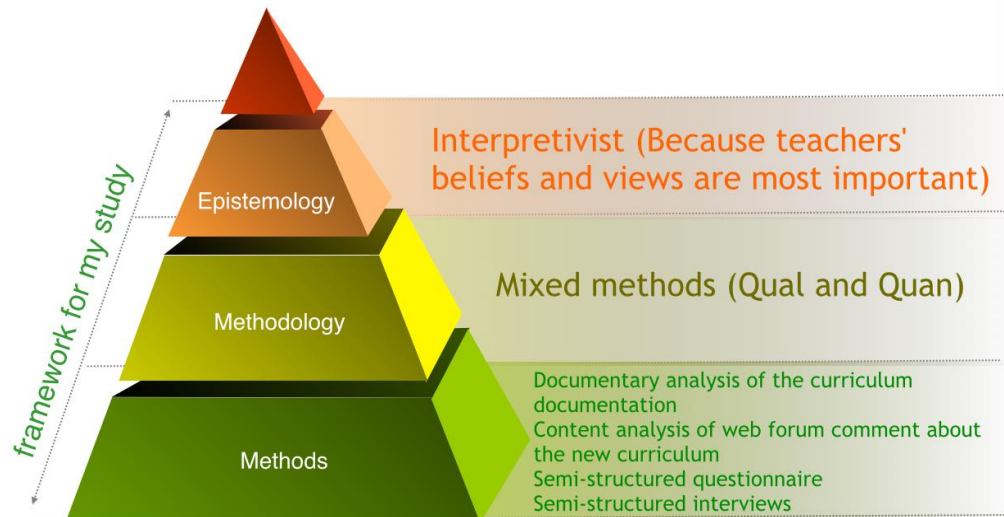 framework for my study
Epistemology
Interpretivist (Because teachers'
beliefs and views are most important)
Methodology
Mixed methods (Qual and Quan)
Methods
Documentary analysis of the curriculum
documentation
Content analysis of web forum comment about
the new curriculum
Semi-structured questionnaire
Semi-structured interviews